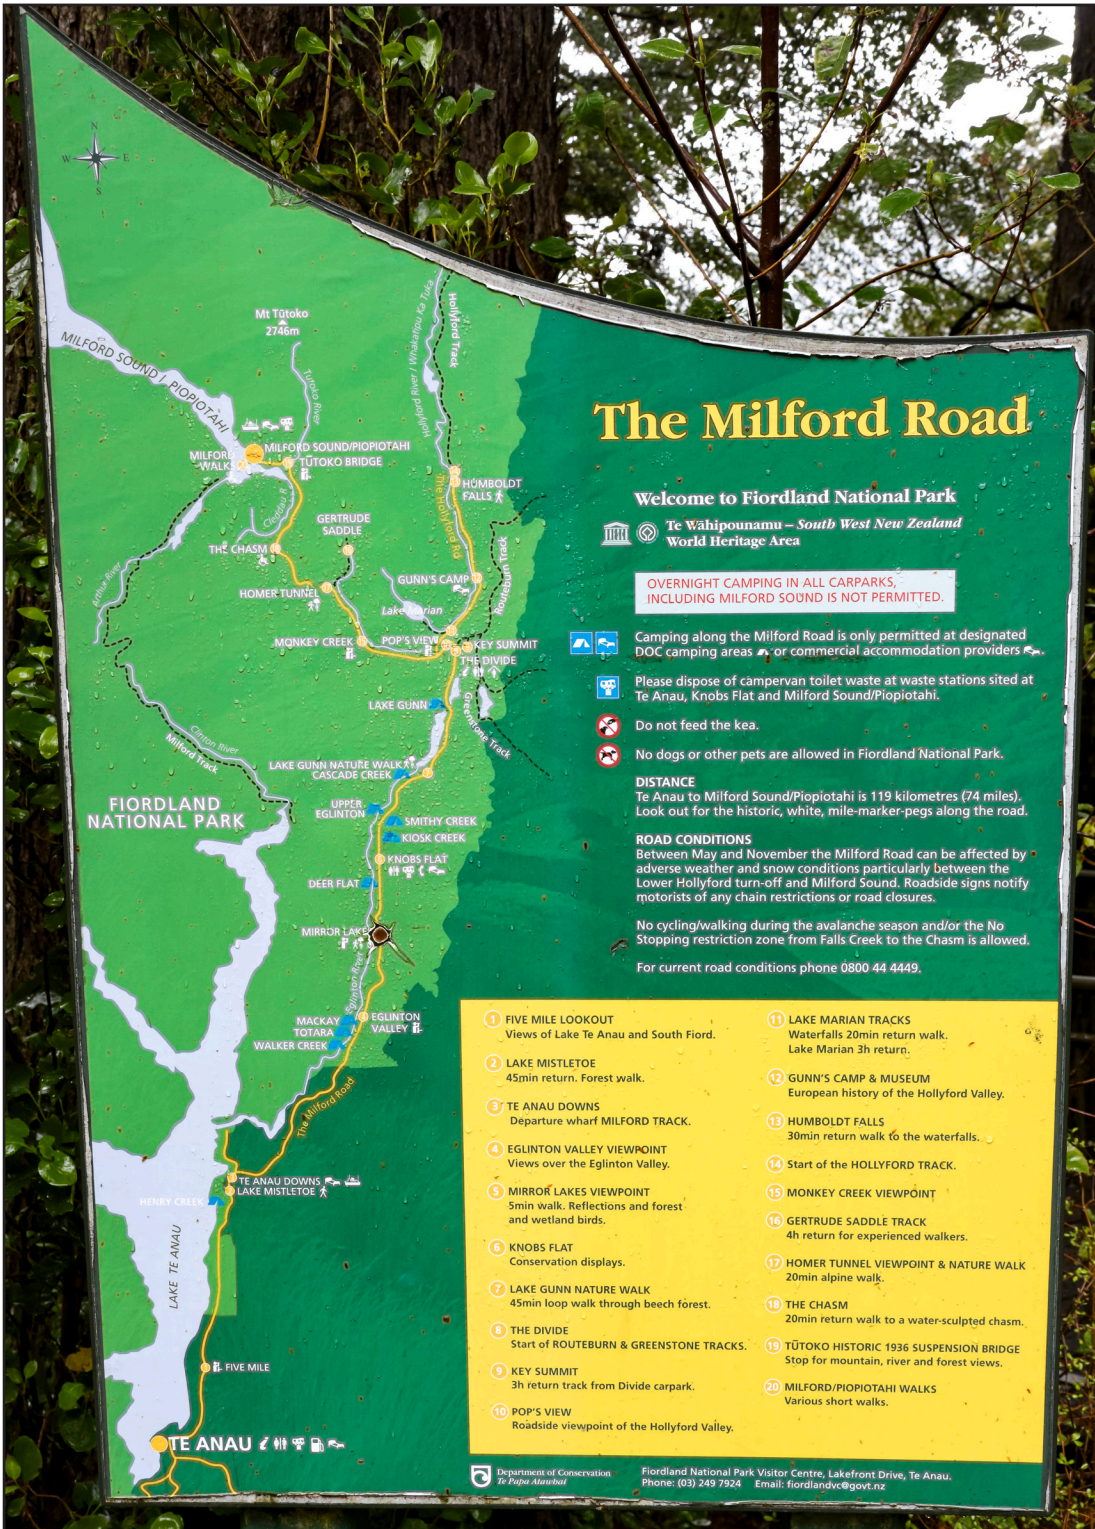 N
W E
S
Mt Tūtoko
2746m
Tutoko River
Hollyford River / Whakatipu Ka Tuka
Hollyford Track
MILFORD SOUND / PIOPIOTAHI
MILFORD SOUND/PIOPIOTAHI
MILFORD
WALKS
TŪTOKO BRIDGE
HUMBOLDT
FALLS
The Hollyford Rd
Cleddau R
GERTRUDE
SADDLE
THE CHASM
Routeburn Track
Arthur River
HOMER TUNNEL
GUNN'S CAMP
Lake Marian
MONKEY CREEK
POP'S VIEW
KEY SUMMIT
THE DIVIDE
LAKE GUNN
Greenstone Track
Clinton River
Milford Track
LAKE GUNN NATURE WALK
CASCADE CREEK
FIORDLAND
NATIONAL PARK
UPPER
EGLINTON
SMITHY CREEK
KIOSK CREEK
KNOBS FLAT
DEER FLAT
MIRROR LAKE
Eglinton River
MACKAY
TOTARA
WALKER CREEK
EGLINTON
VALLEY
The Milford Road
TE ANAU DOWNS
LAKE MISTLETOE
HENRY CREEK
LAKE TE ANAU
FIVE MILE
TE ANAU
The Milford Road
Welcome to Fiordland National Park
Te Wāhipounamu – South West New Zealand
World Heritage Area
OVERNIGHT CAMPING IN ALL CARPARKS,
INCLUDING MILFORD SOUND IS NOT PERMITTED.
Camping along the Milford Road is only permitted at designated
DOC camping areas or commercial accommodation providers .
Please dispose of campervan toilet waste at waste stations sited at
Te Anau, Knobs Flat and Milford Sound/Piopiotahi.
Do not feed the kea.
No dogs or other pets are allowed in Fiordland National Park.
DISTANCE
Te Anau to Milford Sound/Piopiotahi is 119 kilometres (74 miles).
Look out for the historic, white, mile-marker-pegs along the road.
ROAD CONDITIONS
Between May and November the Milford Road can be affected by
adverse weather and snow conditions particularly between the
Lower Hollyford turn-off and Milford Sound. Roadside signs notify
motorists of any chain restrictions or road closures.
No cycling/walking during the avalanche season and/or the No
Stopping restriction zone from Falls Creek to the Chasm is allowed.
For current road conditions phone 0800 44 4449.
1 FIVE MILE LOOKOUT
Views of Lake Te Anau and South Fiord.
2 LAKE MISTLETOE
45min return. Forest walk.
3 TE ANAU DOWNS
Departure wharf MILFORD TRACK.
4 EGLINTON VALLEY VIEWPOINT
Views over the Eglinton Valley.
5 MIRROR LAKES VIEWPOINT
5min walk. Reflections and forest
and wetland birds.
6 KNOBS FLAT
Conservation displays.
7 LAKE GUNN NATURE WALK
45min loop walk through beech forest.
8 THE DIVIDE
Start of ROUTEBURN & GREENSTONE TRACKS.
9 KEY SUMMIT
3h return track from Divide carpark.
10 POP'S VIEW
Roadside viewpoint of the Hollyford Valley.
11 LAKE MARIAN TRACKS
Waterfalls 20min return walk.
Lake Marian 3h return.
12 GUNN'S CAMP & MUSEUM
European history of the Hollyford Valley.
13 HUMBOLDT FALLS
30min return walk to the waterfalls.
14 Start of the HOLLYFORD TRACK.
15 MONKEY CREEK VIEWPOINT
16 GERTRUDE SADDLE TRACK
4h return for experienced walkers.
17 HOMER TUNNEL VIEWPOINT & NATURE WALK
20min alpine walk.
18 THE CHASM
20min return walk to a water-sculpted chasm.
19 TŪTOKO HISTORIC 1936 SUSPENSION BRIDGE
Stop for mountain, river and forest views.
20 MILFORD/PIOPIOTAHI WALKS
Various short walks.
Department of Conservation
Te Papa Atawhai
Fiordland National Park Visitor Centre, Lakefront Drive, Te Anau.
Phone: (03) 249 7924 Email: fiordlandvc@govt.nz